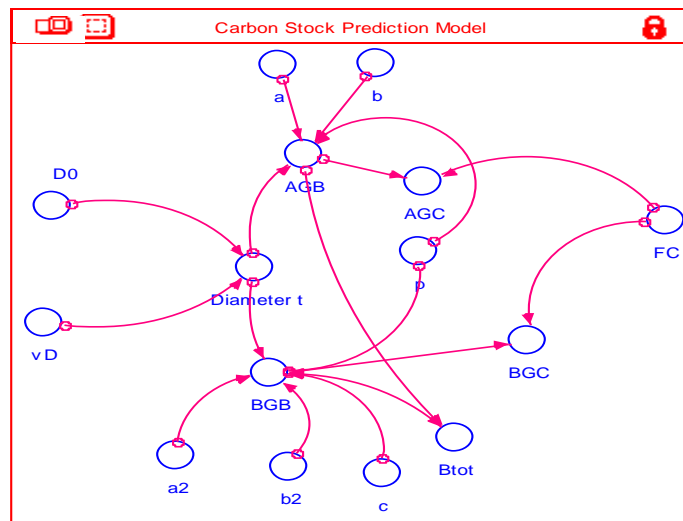 Carbon Stock Prediction Model
a
b
D0
AGB
AGC
FC
p
Diameter t
vD
BGC
BGB
Btot
a2
b2
c